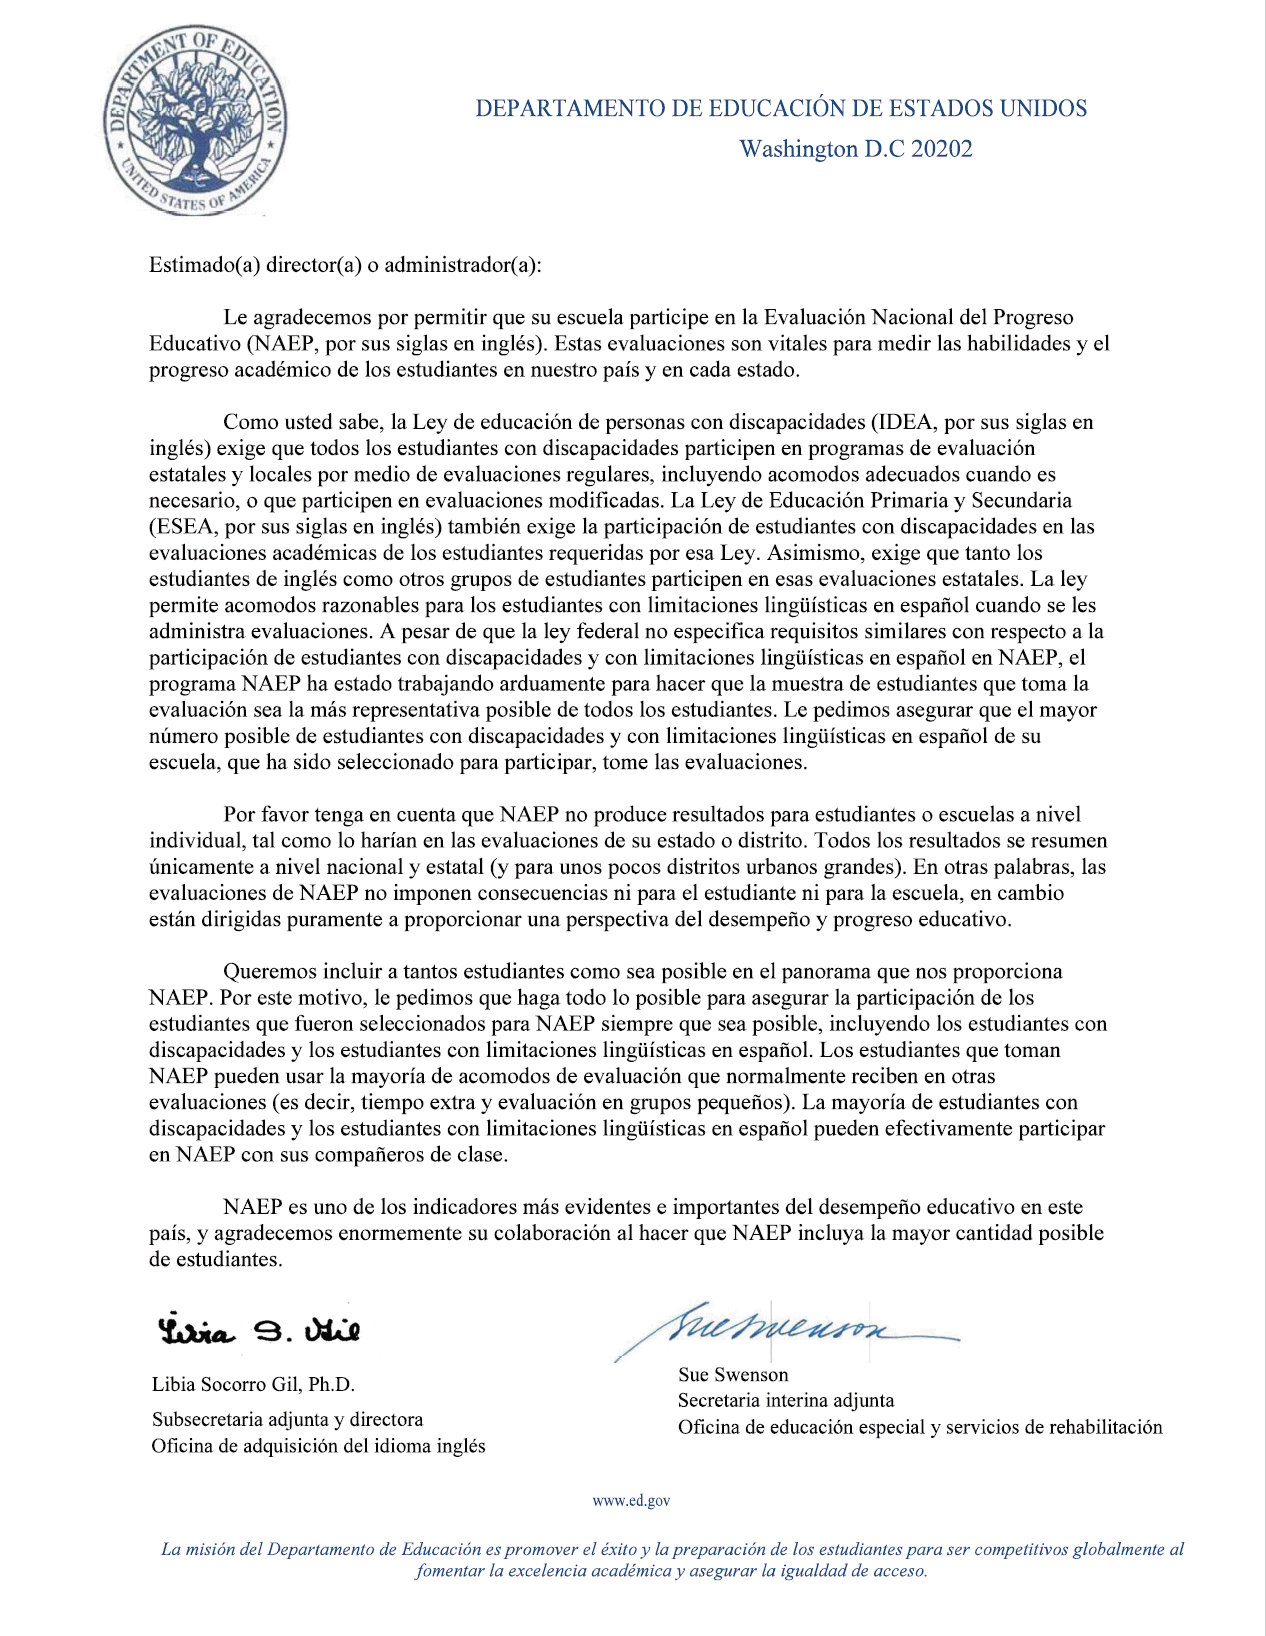 DEPARTMENT OF EDUCATION
UNITED STATES OF AMERICA
DEPARTAMENTO DE EDUCACIÓN DE ESTADOS UNIDOS
Washington D.C 20202
Estimado(a) director(a) o administrador(a):
Le agradecemos por permitir que su escuela participe en la Evaluación Nacional del Progreso
Educativo (NAEP, por sus siglas en inglés). Estas evaluaciones son vitales para medir las habilidades y el
progreso académico de los estudiantes en nuestro país y en cada estado.
Como usted sabe, la Ley de educación de personas con discapacidades (IDEA, por sus siglas en
inglés) exige que todos los estudiantes con discapacidades participen en programas de evaluación
estatales y locales por medio de evaluaciones regulares, incluyendo acomodos adecuados cuando es
necesario, o que participen en evaluaciones modificadas. La Ley de Educación Primaria y Secundaria
(ESEA, por sus siglas en inglés) también exige la participación de estudiantes con discapacidades en las
evaluaciones académicas de los estudiantes requeridas por esa Ley. Asimismo, exige que tanto los
estudiantes de inglés como otros grupos de estudiantes participen en esas evaluaciones estatales. La ley
permite acomodos razonables para los estudiantes con limitaciones lingüísticas en español cuando se les
administra evaluaciones. A pesar de que la ley federal no especifica requisitos similares con respecto a la
participación de estudiantes con discapacidades y con limitaciones lingüísticas en español en NAEP, el
programa NAEP ha estado trabajando arduamente para hacer que la muestra de estudiantes que toma la
evaluación sea la más representativa posible de todos los estudiantes. Le pedimos asegurar que el mayor
número posible de estudiantes con discapacidades y con limitaciones lingüísticas en español de su
escuela, que ha sido seleccionado para participar, tome las evaluaciones.
Por favor tenga en cuenta que NAEP no produce resultados para estudiantes o escuelas a nivel
individual, tal como lo harían en las evaluaciones de su estado o distrito. Todos los resultados se resumen
únicamente a nivel nacional y estatal (y para unos pocos distritos urbanos grandes). En otras palabras, las
evaluaciones de NAEP no imponen consecuencias ni para el estudiante ni para la escuela, en cambio
están dirigidas puramente a proporcionar una perspectiva del desempeño y progreso educativo.
Queremos incluir a tantos estudiantes como sea posible en el panorama que nos proporciona
NAEP. Por este motivo, le pedimos que haga todo lo posible para asegurar la participación de los
estudiantes que fueron seleccionados para NAEP siempre que sea posible, incluyendo los estudiantes con
discapacidades y los estudiantes con limitaciones lingüísticas en español. Los estudiantes que toman
NAEP pueden usar la mayoría de acomodos de evaluación que normalmente reciben en otras
evaluaciones (es decir, tiempo extra y evaluación en grupos pequeños). La mayoría de estudiantes con
discapacidades y los estudiantes con limitaciones lingüísticas en español pueden efectivamente participar
en NAEP con sus compañeros de clase.
NAEP es uno de los indicadores más evidentes e importantes del desempeño educativo en este
país, y agradecemos enormemente su colaboración al hacer que NAEP incluya la mayor cantidad posible
de estudiantes.
Libia S. Gil
Sue Swenson
Libia Socorro Gil, Ph.D.
Subsecretaria adjunta y directora
Oficina de adquisición del idioma inglés
Sue Swenson
Secretaria interina adjunta
Oficina de educación especial y servicios de rehabilitación
www.ed.gov
La misión del Departamento de Educación es promover el éxito y la preparación de los estudiantes para ser competitivos globalmente al
fomentar la excelencia académica y asegurar la igualdad de acceso.